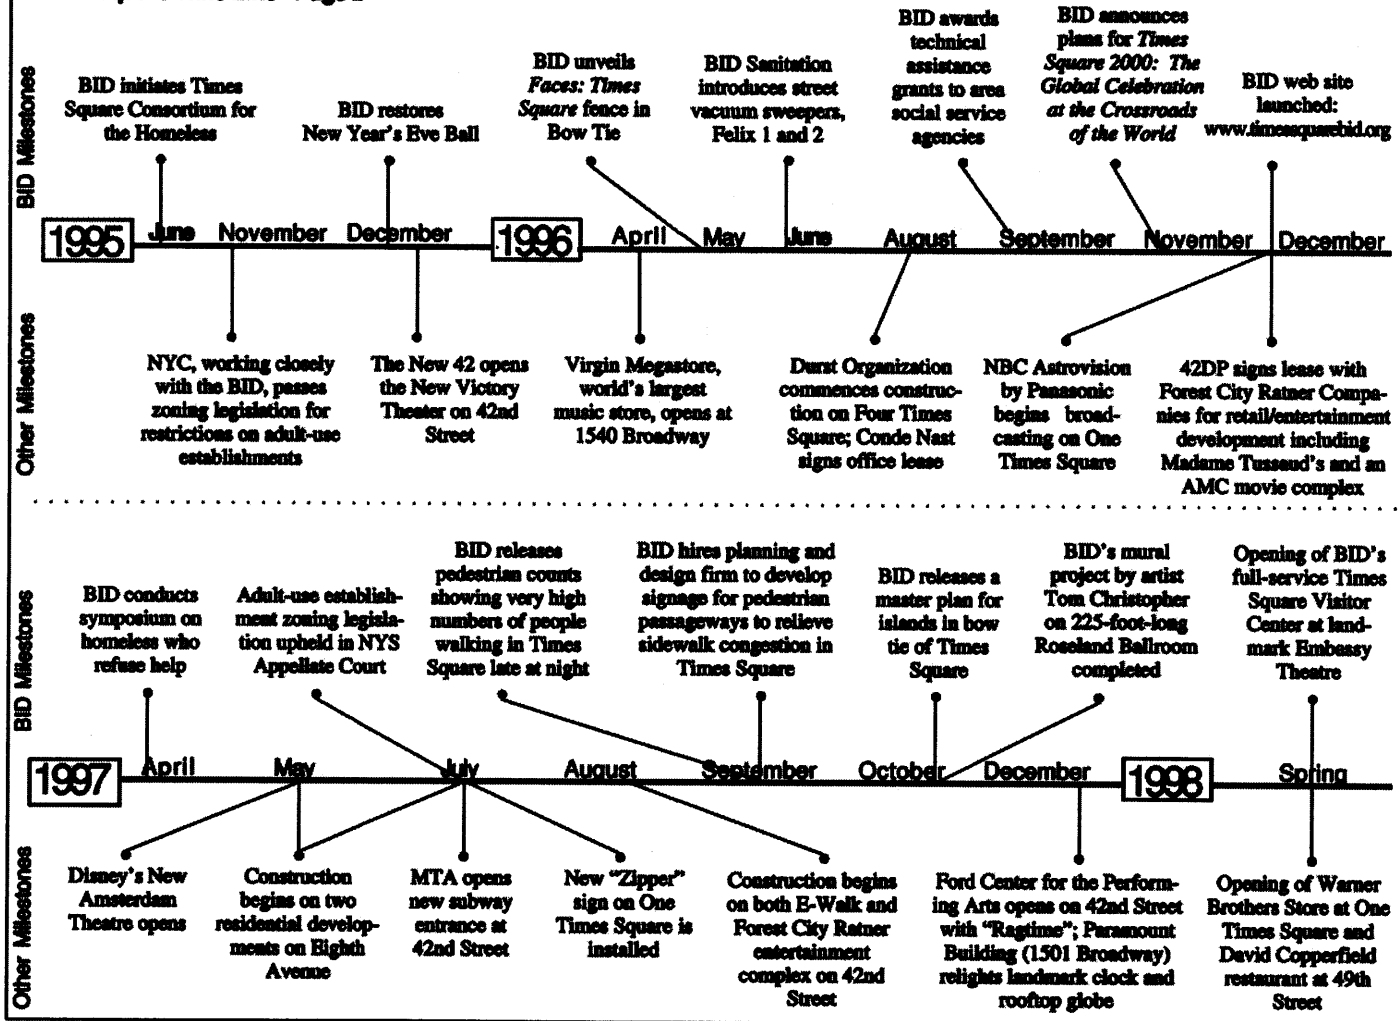 BID Milestones
BID initiates Times
Square Consortium for
the Homeless
BID restores
New Year's Eve Ball
BID unveils
Faces: Times
Square fence in
Bow Tie
BID Sanitation
introduces street
vacuum sweepers,
Felix 1 and 2
BID awards
technical
assistance
grants to area
social service
agencies
BID announces
plans for Times
Square 2000: The
Global Celebration
at the Crossroads
of the World
BID web site
launched:
www.timessquarebid.org
1995 June November December 1996 April May June August September November December
Other Milestones
NYC, working closely
with the BID, passes
zoning legislation for
restrictions on adult-use
establishments
The New 42 opens
the New Victory
Theater on 42nd
Street
Virgin Megastore,
world's largest
music store, opens at
1540 Broadway
Durst Organization
commences construc-
tion on Four Times
Square; Conde Nast
signs office lease
NBC Astrovision
by Panasonic
begins broad-
casting on One
Times Square
42DP signs lease with
Forest City Ratner Compa-
nies for retail/entertainment
development including
Madame Tussaud's and an
AMC movie complex
BID Milestones
BID conducts
symposium on
homeless who
refuse help
Adult-use establish-
ment zoning legisla-
tion upheld in NYS
Appellate Court
BID releases
pedestrian counts
showing very high
numbers of people
walking in Times
Square late at night
BID hires planning and
design firm to develop
signage for pedestrian
passageways to relieve
sidewalk congestion in
Times Square
BID releases a
master plan for
islands in bow
tie of Times
Square
BID's mural
project by artist
Tom Christopher
on 225-foot-long
Roseland Ballroom
completed
Opening of BID's
full-service Times
Square Visitor
Center at land-
mark Embassy
Theatre
1997 April May July August September October December 1998 Spring
Other Milestones
Disney's New
Amsterdam
Theatre opens
Construction
begins on two
residential develop-
ments on Eighth
Avenue
MTA opens
new subway
entrance at
42nd Street
New "Zipper"
sign on One
Times Square is
installed
Construction begins
on both E-Walk and
Forest City Ratner
entertainment
complex on 42nd
Street
Ford Center for the Perform-
ing Arts opens on 42nd Street
with "Ragtime"; Paramount
Building (1501 Broadway)
relights landmark clock and
rooftop globe
Opening of Warner
Brothers Store at One
Times Square and
David Copperfield
restaurant at 49th
Street